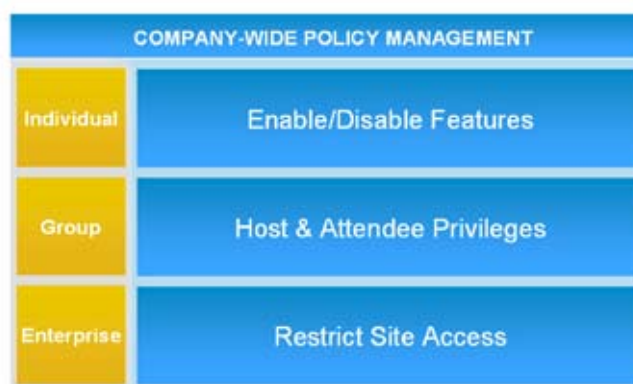 COMPANY-WIDE POLICY MANAGEMENT
Individual
Enable/Disable Features
Group
Host & Attendee Privileges
Enterprise
Restrict Site Access